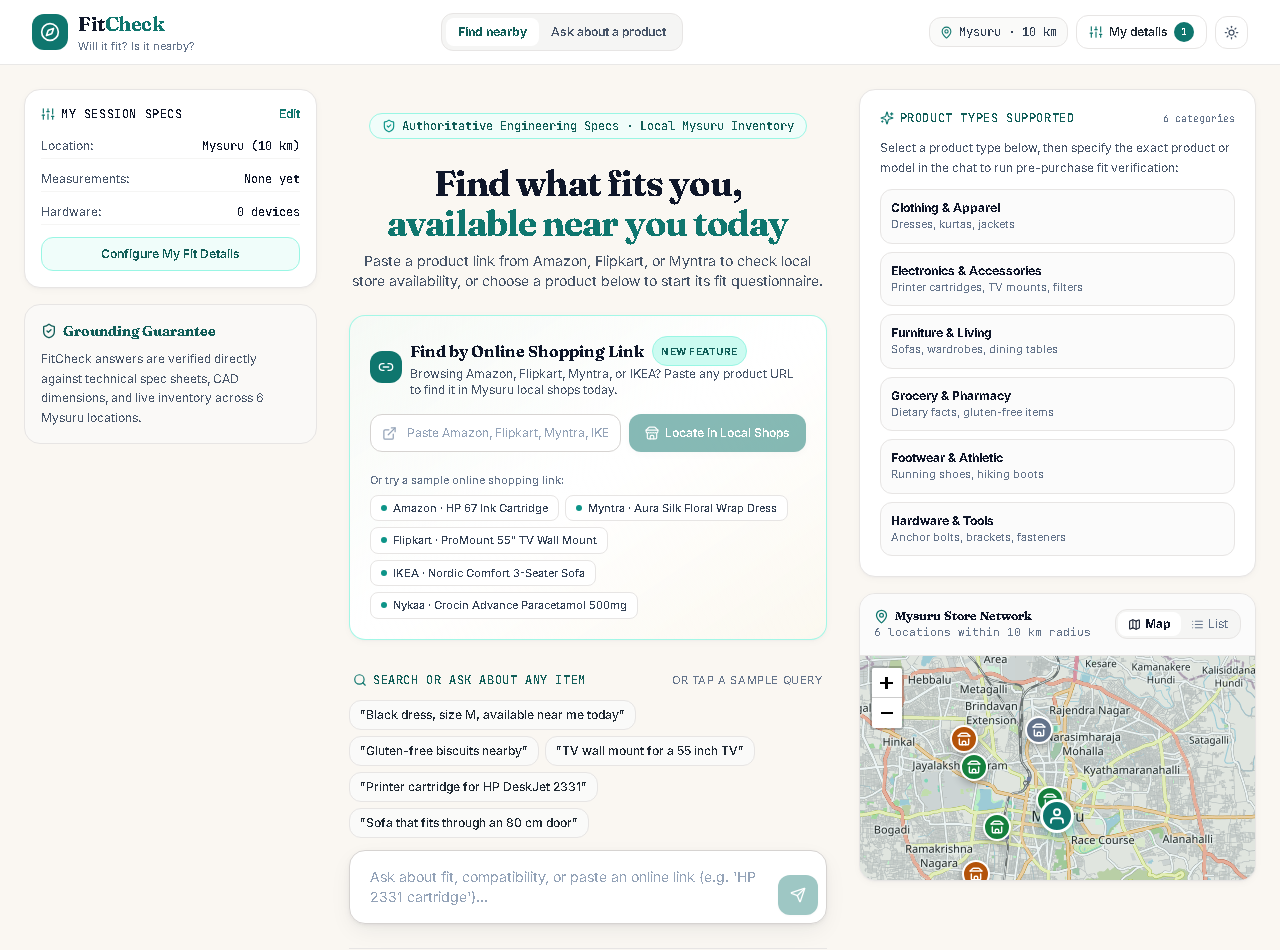 FitCheck
Will it fit? Is it nearby?
Find nearby
Ask about a product
Mysuru · 10 km
My details 1
MY SESSION SPECS
Edit
Location: Mysuru (10 km)
Measurements: None yet
Hardware: 0 devices
Configure My Fit Details
Grounding Guarantee
FitCheck answers are verified directly
against technical spec sheets, CAD
dimensions, and live inventory across 6
Mysuru locations.
Authoritative Engineering Specs · Local Mysuru Inventory
Find what fits you,
available near you today
Paste a product link from Amazon, Flipkart, or Myntra to check local
store availability, or choose a product below to start its fit questionnaire.
Find by Online Shopping Link
NEW FEATURE
Browsing Amazon, Flipkart, Myntra, or IKEA? Paste any product URL
to find it in Mysuru local shops today.
Paste Amazon, Flipkart, Myntra, IKE
Locate in Local Shops
Or try a sample online shopping link:
Amazon · HP 67 Ink Cartridge
Myntra · Aura Silk Floral Wrap Dress
Flipkart · ProMount 55" TV Wall Mount
IKEA · Nordic Comfort 3-Seater Sofa
Nykaa · Crocin Advance Paracetamol 500mg
SEARCH OR ASK ABOUT ANY ITEM
OR TAP A SAMPLE QUERY
"Black dress, size M, available near me today"
"Gluten-free biscuits nearby"
"TV wall mount for a 55 inch TV"
"Printer cartridge for HP DeskJet 2331"
"Sofa that fits through an 80 cm door"
Ask about fit, compatibility, or paste an online link (e.g. 'HP
2331 cartridge')...
PRODUCT TYPES SUPPORTED
6 categories
Select a product type below, then specify the exact product or
model in the chat to run pre-purchase fit verification:
Clothing & Apparel
Dresses, kurtas, jackets
Electronics & Accessories
Printer cartridges, TV mounts, filters
Furniture & Living
Sofas, wardrobes, dining tables
Grocery & Pharmacy
Dietary facts, gluten-free items
Footwear & Athletic
Running shoes, hiking boots
Hardware & Tools
Anchor bolts, brackets, fasteners
Mysuru Store Network
6 locations within 10 km radius
Map
List
+
−
Area
Kesare
Kamanakere
Hundi
Kalisiddana
Hundi
Hebbalu
Metagalli
Brindavan
Extension
Rajendra Nagar
Hinkal
arasimharaja
Mohalla
Satagalli
Jayalaksh ram
Kyathamaranahalli
M u
Bogadi
Race Course
Alanahalli
Ramakrishna
Nagara